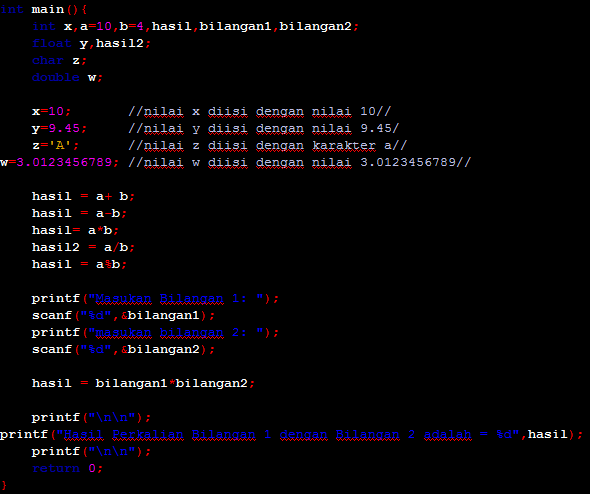 int main(){
int x,a=10,b=4,hasil,bilangan1,bilangan2;
float y,hasil2;
char z;
double w;
x=10; //nilai x diisi dengan nilai 10//
y=9.45; //nilai y diisi dengan nilai 9.45/
z='A'; //nilai z diisi dengan karakter a//
w=3.0123456789; //nilai w diisi dengan nilai 3.0123456789//
hasil = a+ b;
hasil = a-b;
hasil= a*b;
hasil2 = a/b;
hasil = a%b;
printf("Masukan Bilangan 1: ");
scanf("%d",&bilangan1);
printf("masukan bilangan 2: ");
scanf("%d",&bilangan2);
hasil = bilangan1*bilangan2;
printf("\n\n");
printf("Hasil Perkalian Bilangan 1 dengan Bilangan 2 adalah = %d",hasil);
printf("\n\n");
return 0;
}